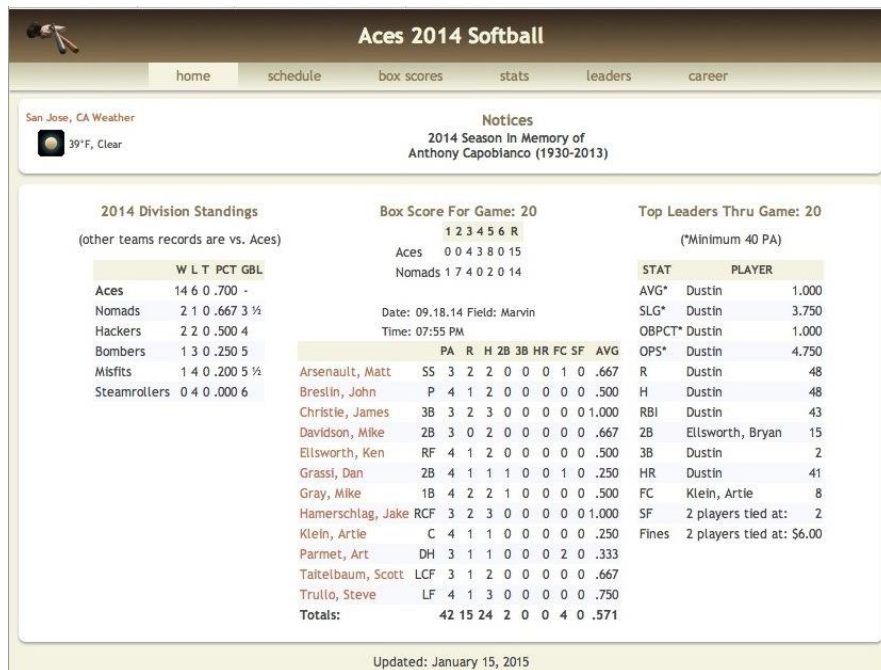 Aces 2014 Softball
home schedule box scores stats leaders career
San Jose, CA Weather
39°F, Clear
Notices
2014 Season In Memory of
Anthony Capobianco (1930-2013)
2014 Division Standings
(other teams records are vs. Aces)
W L T PCT GBL
Aces 14 6 0 .700 -
Nomads 2 1 0 .667 3 ½
Hackers 2 2 0 .500 4
Bombers 1 3 0 .250 5
Misfits 1 4 0 .200 5 ½
Steamrollers 0 4 0 .000 6
Box Score For Game: 20
1 2 3 4 5 6 R
Aces 0 0 4 3 8 0 15
Nomads 1 7 4 0 2 0 14
Date: 09.18.14 Field: Marvin
Time: 07:55 PM
PA R H 2B 3B HR FC SF AVG
Arsenault, Matt SS 3 2 2 0 0 0 1 0 .667
Breslin, John P 4 1 2 0 0 0 0 0 .500
Christie, James 3B 3 2 3 0 0 0 0 0 1.000
Davidson, Mike 2B 3 0 2 0 0 0 0 0 .667
Ellsworth, Ken RF 4 1 2 0 0 0 0 0 .500
Grassi, Dan 2B 4 1 1 1 0 0 1 0 .250
Gray, Mike 1B 4 2 2 1 0 0 0 0 .500
Hamerschlag, Jake RCF 3 2 3 0 0 0 0 0 1.000
Klein, Artie C 4 1 1 0 0 0 0 0 .250
Parmet, Art DH 3 1 1 0 0 0 2 0 .333
Taitelbaum, Scott LCF 3 1 2 0 0 0 0 0 .667
Trullo, Steve LF 4 1 3 0 0 0 0 0 .750
Totals: 42 15 24 2 0 0 4 0 .571
Top Leaders Thru Game: 20
(*Minimum 40 PA)
STAT PLAYER
AVG* Dustin 1.000
SLG* Dustin 3.750
OBPCT* Dustin 1.000
OPS* Dustin 4.750
R Dustin 48
H Dustin 48
RBI Dustin 43
2B Ellsworth, Bryan 15
3B Dustin 2
HR Dustin 41
FC Klein, Artie 8
SF 2 players tied at: 2
Fines 2 players tied at: $6.00
Updated: January 15, 2015